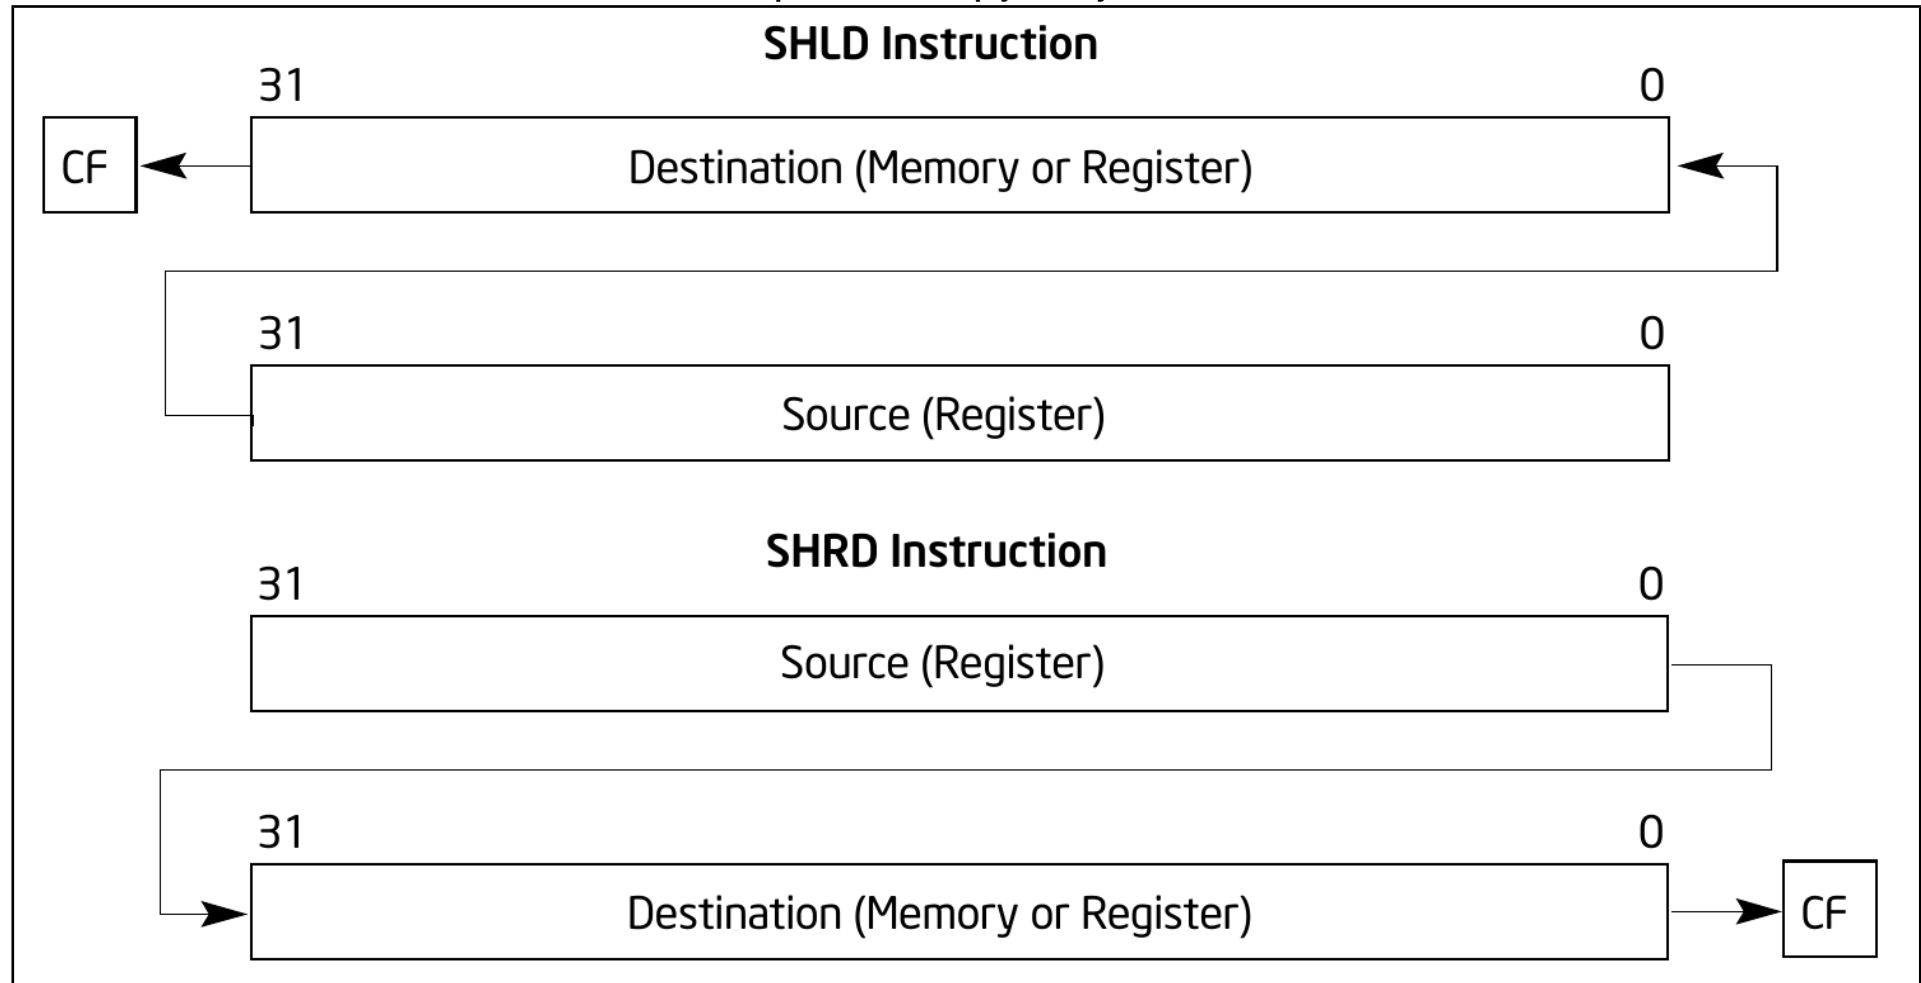 SHLD Instruction
31 0
CF Destination (Memory or Register)
31 0
Source (Register)
SHRD Instruction
31 0
Source (Register)
31 0
Destination (Memory or Register) CF